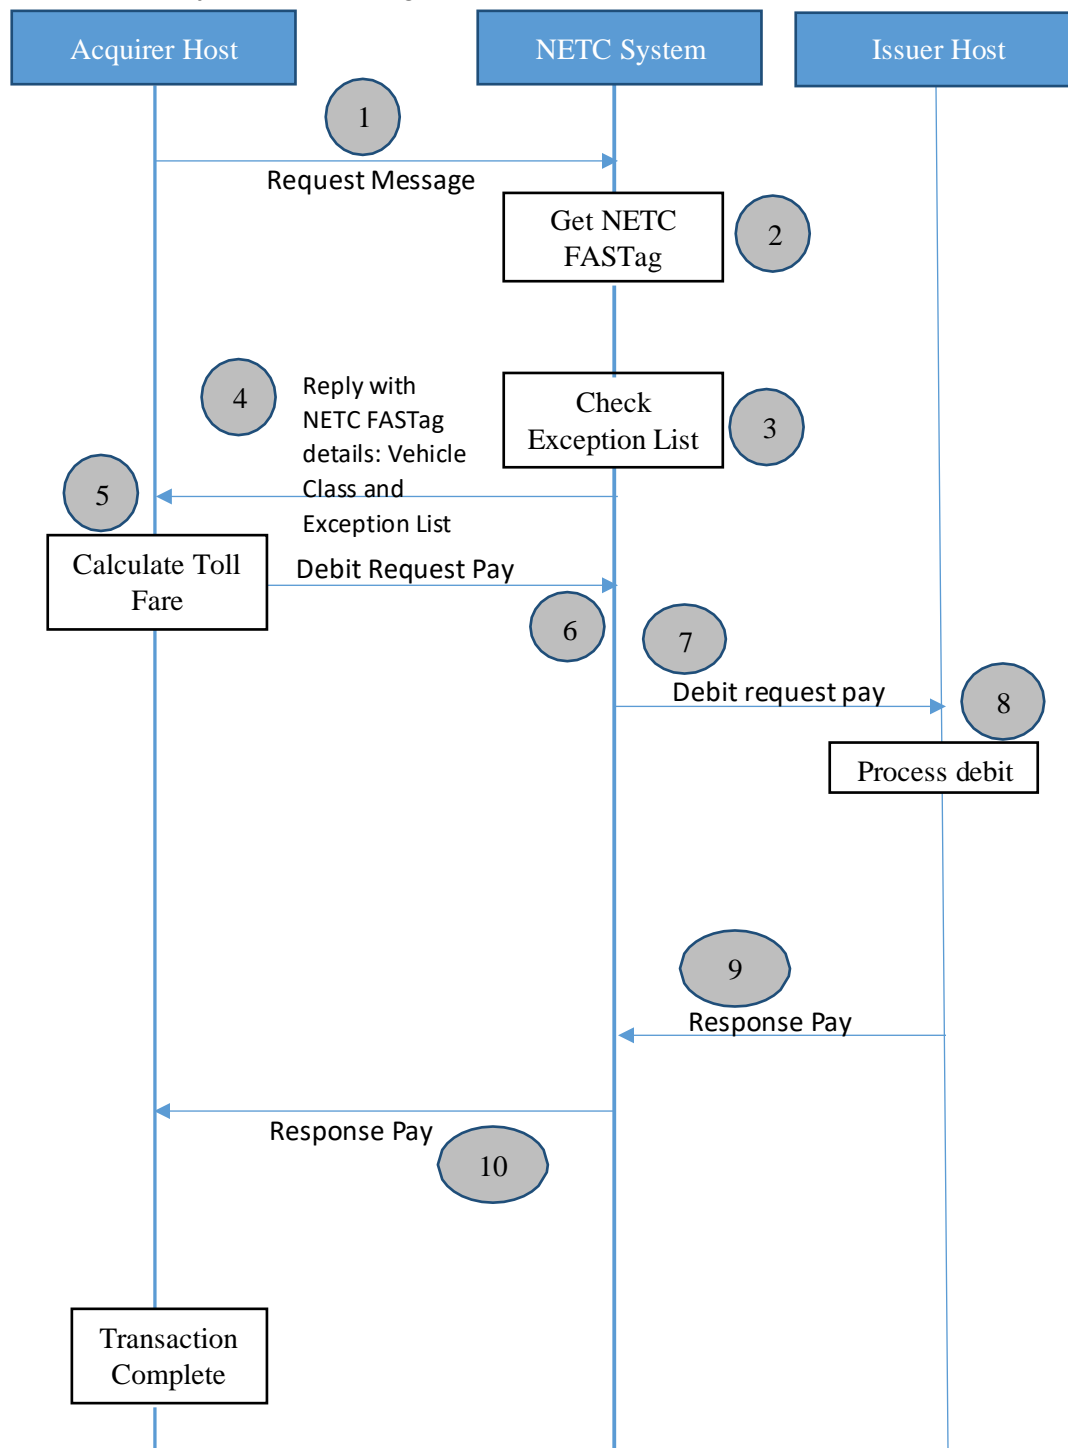 Acquirer Host
NETC System
Issuer Host
1
Request Message
Get NETC
FASTag
2
4
Reply with
NETC FASTag
details: Vehicle
Class and
Exception List
Check
Exception List
3
5
Calculate Toll
Fare
Debit Request Pay
6
7
Debit request pay
8
Process debit
9
Response Pay
Response Pay
10
Transaction
Complete